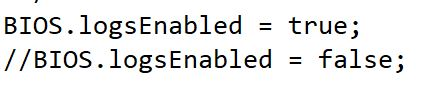 BIOS.logsEnabled = true;
//BIOS.logsEnabled = false;